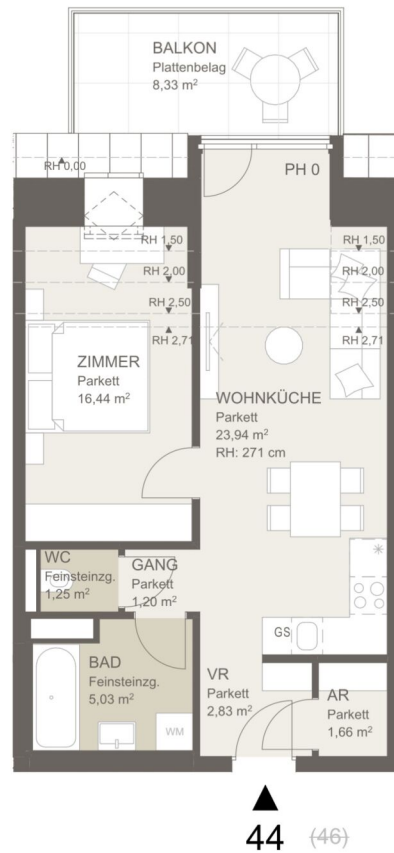 BALKON
Plattenbelag
8,33 m²
RH 0,00
PH 0
RH 1,50
RH 2,00
RH 2,50
RH 2,71
RH 1,50
RH 2,00
RH 2,50
RH 2,71
ZIMMER
Parkett
16,44 m²
WOHNKÜCHE
Parkett
23,94 m²
RH: 271 cm
WC
Feinsteinzg.
1,25 m²
GANG
Parkett
1,20 m²
GS
BAD
Feinsteinzg.
5,03 m²
WM
VR
Parkett
2,83 m²
AR
Parkett
1,66 m²
44 (46)